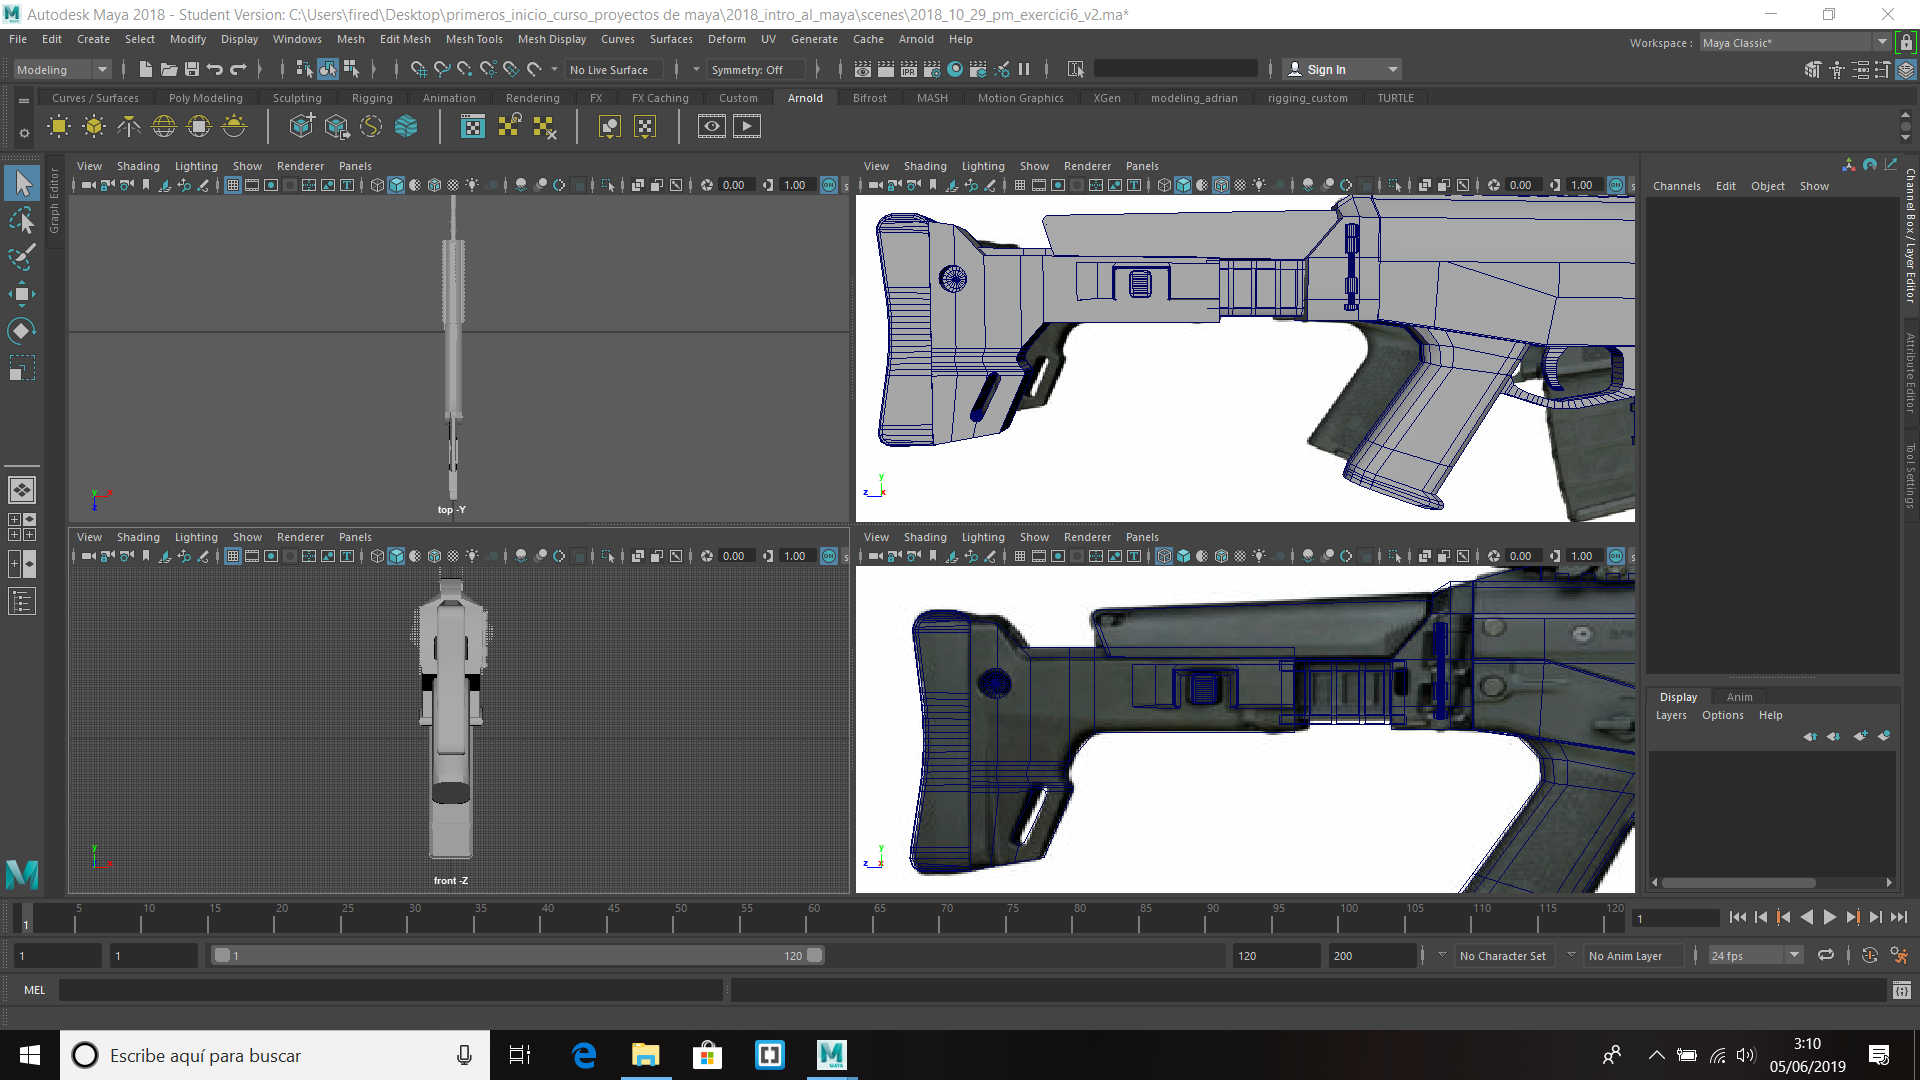 Autodesk Maya 2018 - Student Version: C:\Users\fired\Desktop\primeros_inicio_curso_proyectos de maya\2018_intro_al_maya\scenes\2018_10_29_pm_exercici6_v2.ma*
File Edit Create Select Modify Display Windows Mesh Edit Mesh Mesh Tools Mesh Display Curves Surfaces Deform UV Generate Cache Arnold Help
Workspace : Maya Classic*
Modeling No Live Surface Symmetry: Off IPR Sign In
Curves / Surfaces Poly Modeling Sculpting Rigging Animation Rendering FX FX Caching Custom Arnold Bifrost MASH Motion Graphics XGen modeling_adrian rigging_custom TURTLE
Graph Editor
View Shading Lighting Show Renderer Panels
0.00 1.00 ON
top -Y
View Shading Lighting Show Renderer Panels
0.00 1.00 ON
View Shading Lighting Show Renderer Panels
0.00 1.00 ON
front -Z
View Shading Lighting Show Renderer Panels
0.00 1.00 ON
Channels Edit Object Show
Channel Box / Layer Editor
Attribute Editor
Tool Settings
Display Anim
Layers Options Help
5 10 15 20 25 30 35 40 45 50 55 60 65 70 75 80 85 90 95 100 105 110 115 120
1 1
1 1 1 120 120 200 No Character Set No Anim Layer 24 fps
MEL
Escribe aquí para buscar
3:10
05/06/2019